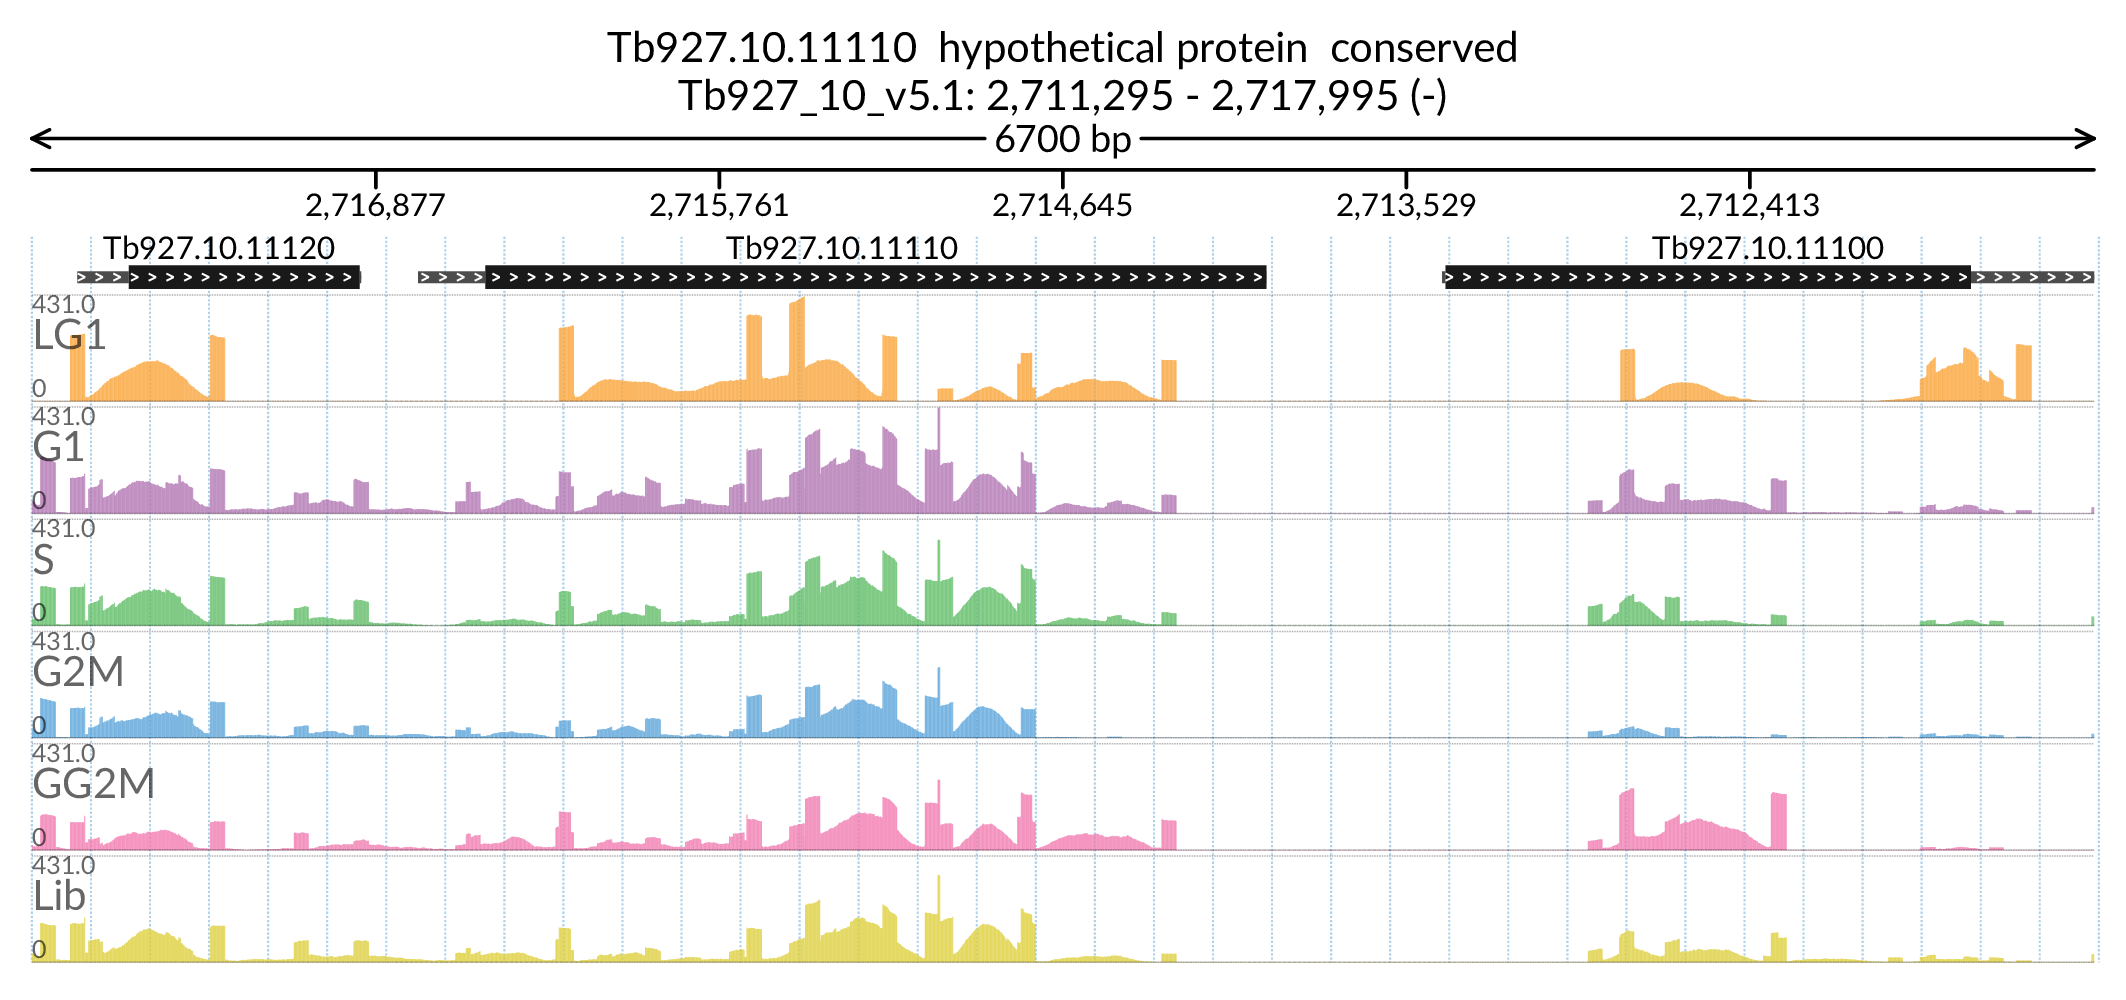 Tb927.10.11110 hypothetical protein conserved
Tb927_10_v5.1: 2,711,295 - 2,717,995 (-)
6700 bp
2,716,877 2,715,761 2,714,645 2,713,529 2,712,413
Tb927.10.11120 Tb927.10.11110 Tb927.10.11100
431.0
LG1
0
431.0
G1
0
431.0
S
0
431.0
G2M
0
431.0
GG2M
0
431.0
Lib
0